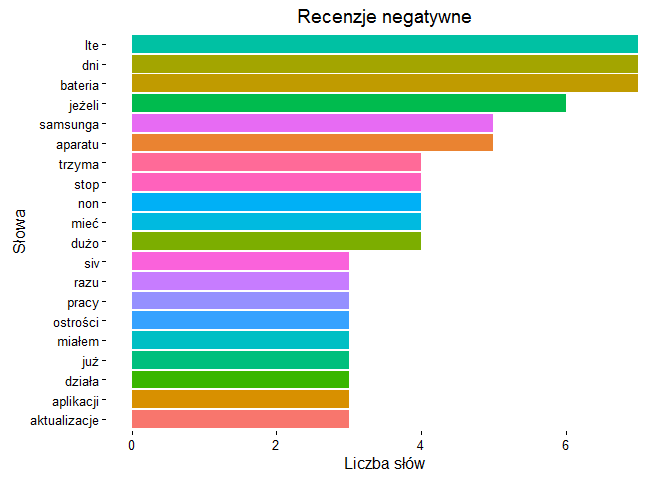 Recenzje negatywne
Słowa
lte
dni
bateria
jeżeli
samsunga
aparatu
trzyma
stop
non
mieć
dużo
siv
razu
pracy
ostrości
miałem
już
działa
aplikacji
aktualizacje
0 2 4 6
Liczba słów